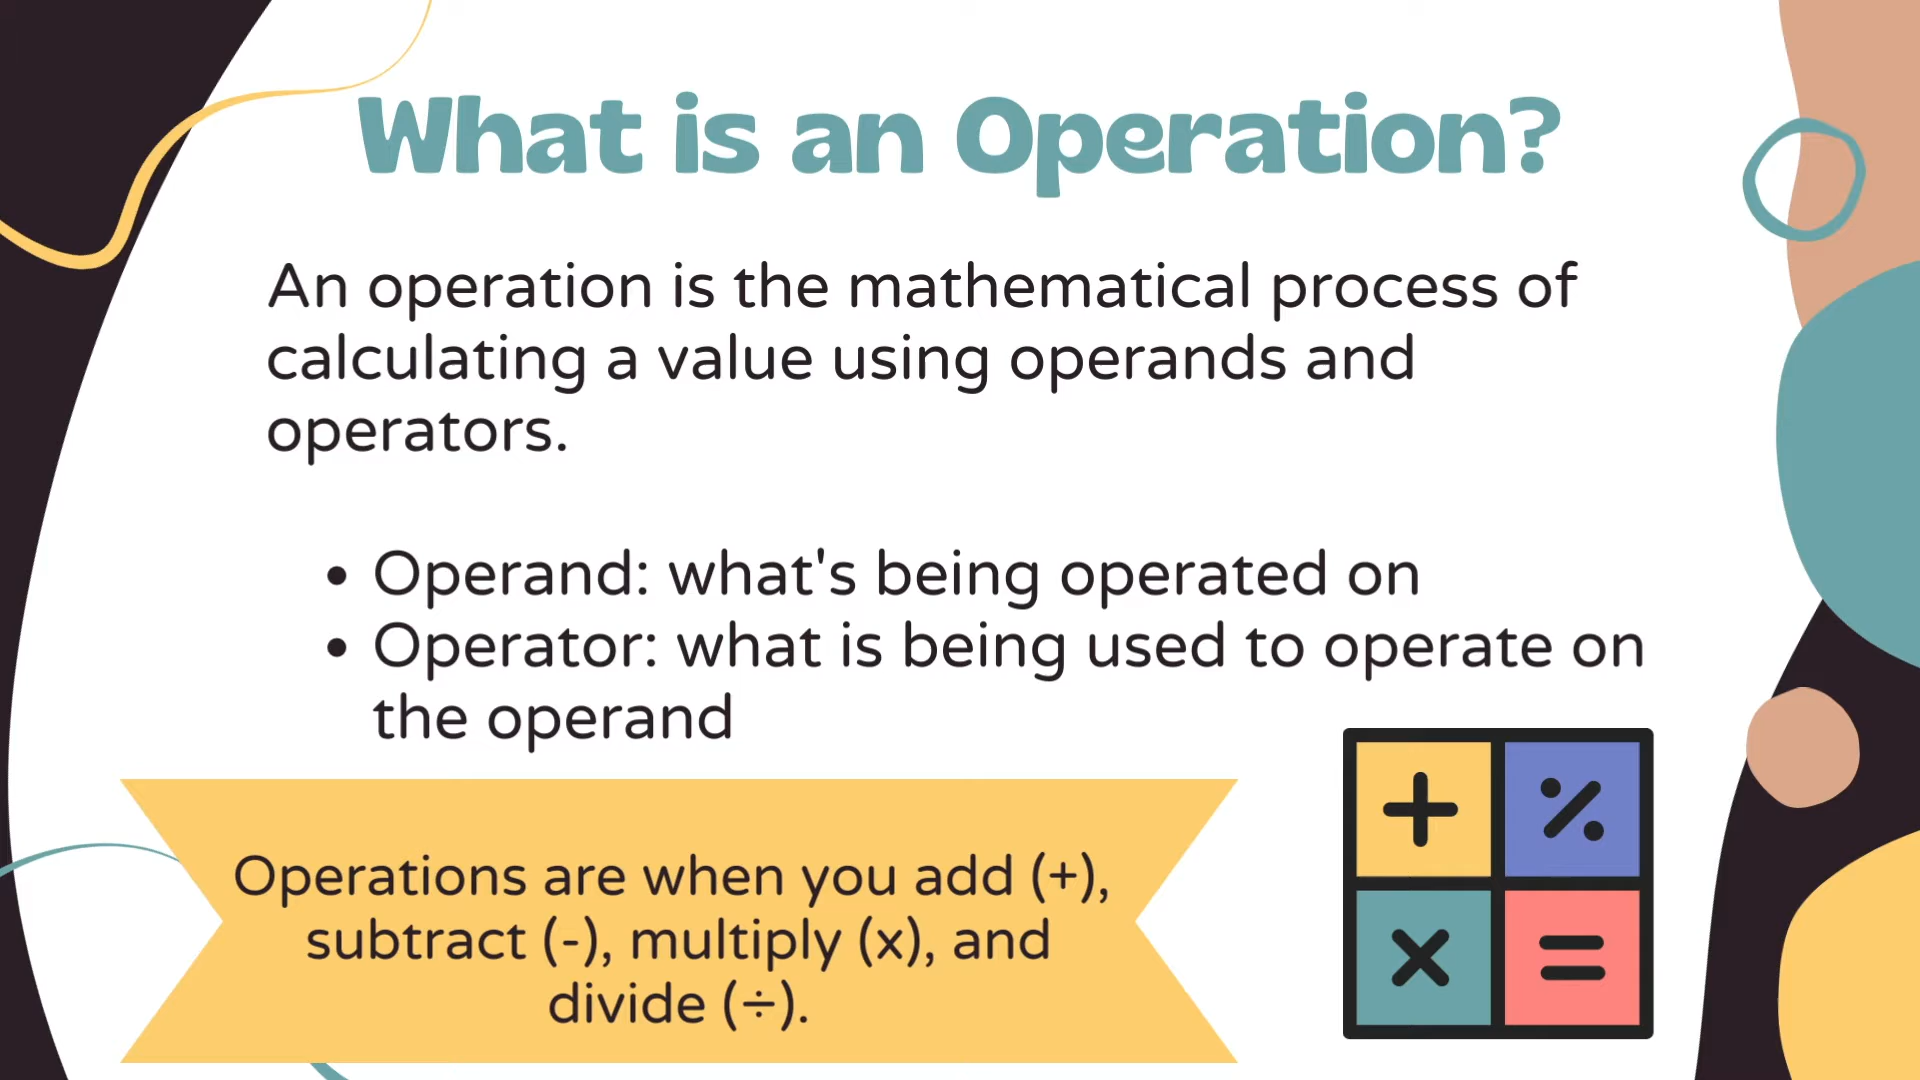 What is an Operation?
An operation is the mathematical process of
calculating a value using operands and
operators.
• Operand: what's being operated on
• Operator: what is being used to operate on
the operand
Operations are when you add (+),
subtract (-), multiply (x), and
divide (÷).
+ %
× =